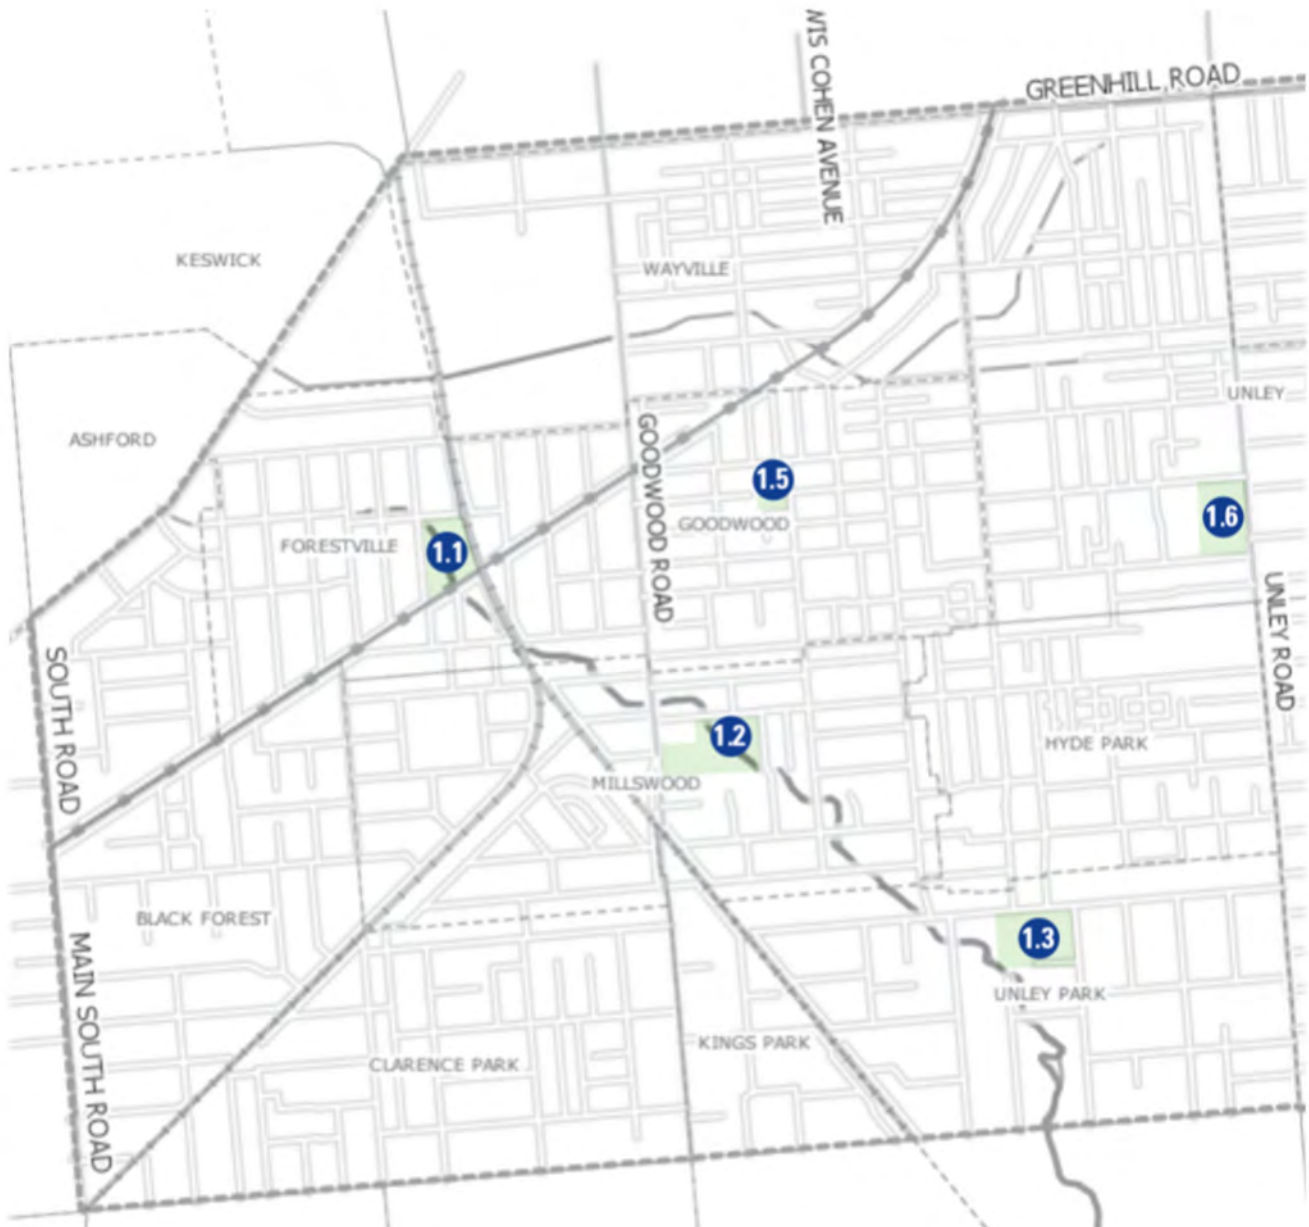 WIS COHEN AVENUE
GREENHILL ROAD
KESWICK
WAYVILLE
UNLEY
ASHFORD
GOODWOOD ROAD
1.5
GOODWOOD
1.6
FORESTVILLE
1.1
UNLEY ROAD
SOUTH ROAD
1.2
HYDE PARK
MILLSWOOD
BLACK FOREST
1.3
MAIN SOUTH ROAD
UNLEY PARK
KINGS PARK
CLARENCE PARK